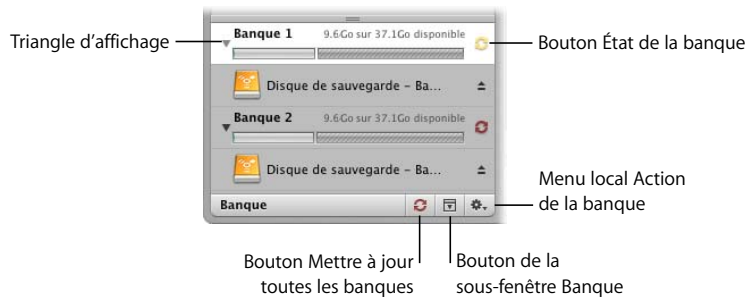 Triangle d’affichage
Banque 1 9.6Go sur 37.1Go disponible
Bouton État de la banque
Disque de sauvegarde – Ba...
Banque 2 9.6Go sur 37.1Go disponible
Disque de sauvegarde – Ba...
Banque
Menu local Action
de la banque
Bouton Mettre à jour
toutes les banques
Bouton de la
sous-fenêtre Banque